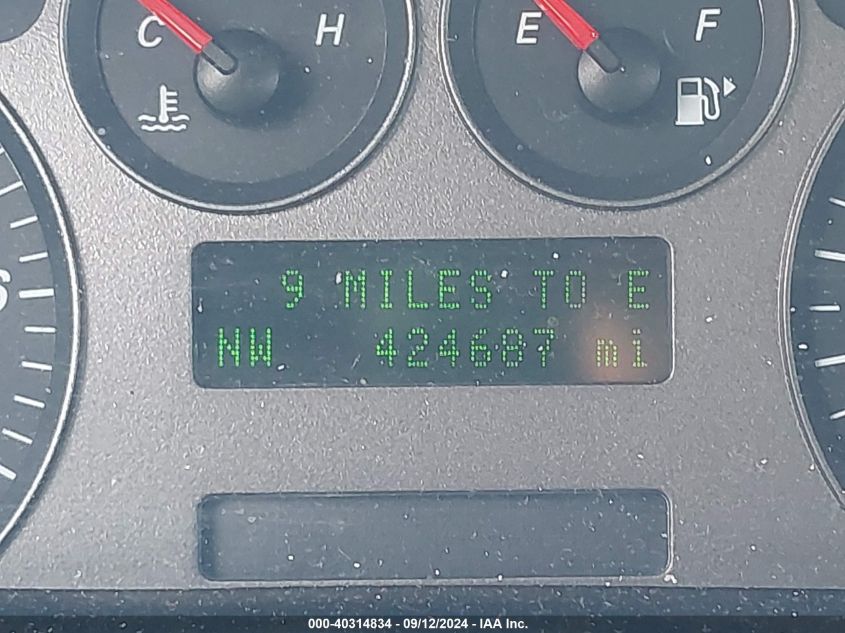 C H
E F
9 MILES TO E
NW 424687 mi
000-40314834 - 09/12/2024 - IAA Inc.